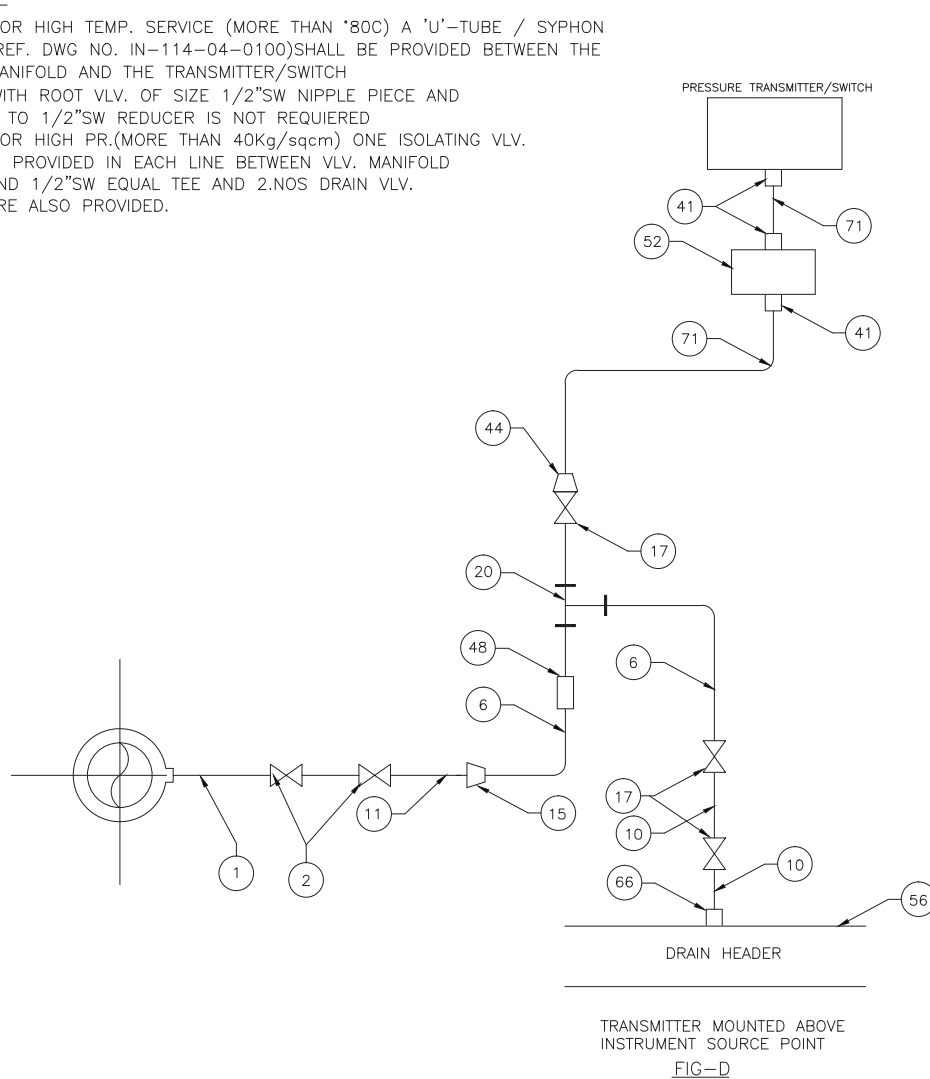 OR HIGH TEMP. SERVICE (MORE THAN °80C) A 'U'-TUBE / SYPHON
REF. DWG NO. IN-114-04-0100)SHALL BE PROVIDED BETWEEN THE
ANIFOLD AND THE TRANSMITTER/SWITCH
WITH ROOT VLV. OF SIZE 1/2"SW NIPPLE PIECE AND
TO 1/2"SW REDUCER IS NOT REQUIERED
OR HIGH PR.(MORE THAN 40Kg/sqcm) ONE ISOLATING VLV.
PROVIDED IN EACH LINE BETWEEN VLV. MANIFOLD
ND 1/2"SW EQUAL TEE AND 2.NOS DRAIN VLV.
RE ALSO PROVIDED.
PRESSURE TRANSMITTER/SWITCH
41
71
52
41
71
44
17
20
48
6
6
17
11
15
10
1
2
10
66
56
DRAIN HEADER
TRANSMITTER MOUNTED ABOVE
INSTRUMENT SOURCE POINT
FIG-D